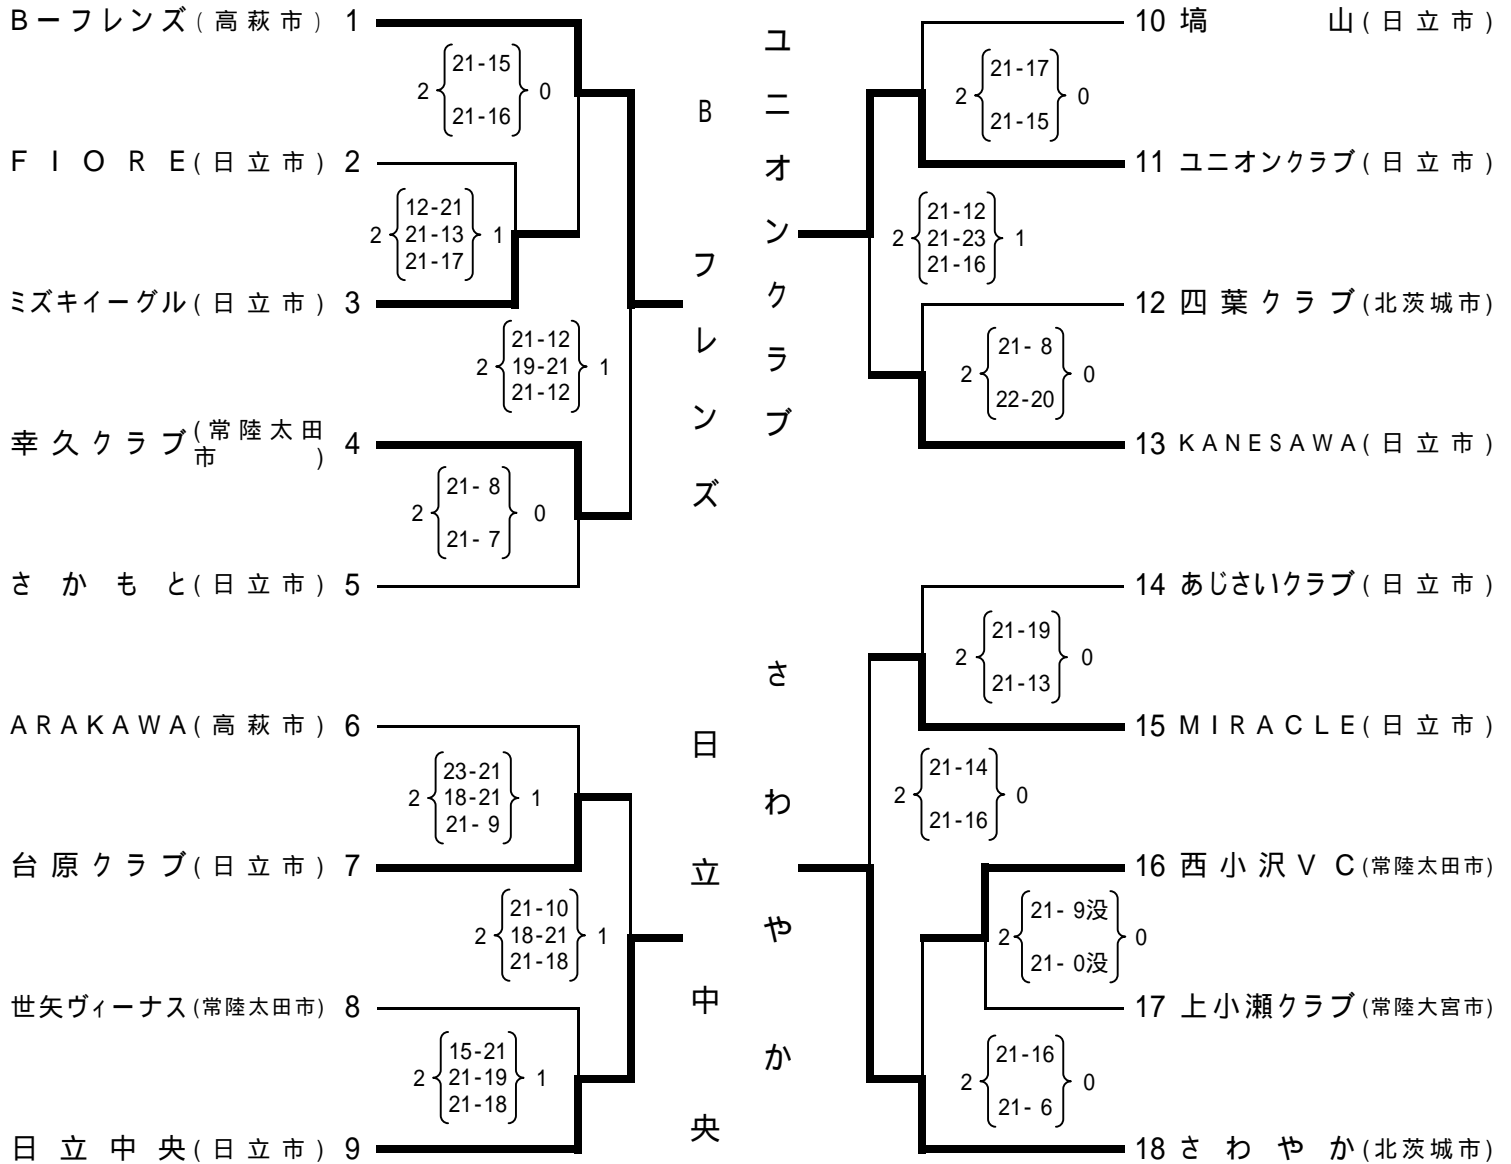 Bーフレンズ(高萩市) 1
2 21-15 0
21-16
FIORE(日立市) 2
12-21
2 21-13 1
21-17
ミズキイーグル(日立市) 3
21-12
2 19-21 1
21-12
幸久クラブ(常陸太田市) 4
2 21- 8 0
21- 7
さかもと(日立市) 5
Bフレンズ
ARAKAWA(高萩市) 6
23-21
2 18-21 1
21- 9
台原クラブ(日立市) 7
21-10
2 18-21 1
21-18
世矢ヴィーナス(常陸太田市) 8
15-21
2 21-19 1
21-18
日立中央(日立市) 9
日立中央
ユニオンクラブ
10 塙山(日立市)
2 21-17 0
21-15
11 ユニオンクラブ(日立市)
21-12
2 21-23 1
21-16
12 四葉クラブ(北茨城市)
2 21- 8 0
22-20
13 KANESAWA(日立市)
さわやか
14 あじさいクラブ(日立市)
2 21-19 0
21-13
15 MIRACLE(日立市)
2 21-14 0
21-16
16 西小沢VC(常陸太田市)
2 21- 9没 0
21- 0没
17 上小瀬クラブ(常陸大宮市)
2 21-16 0
21- 6
18 さわやか(北茨城市)